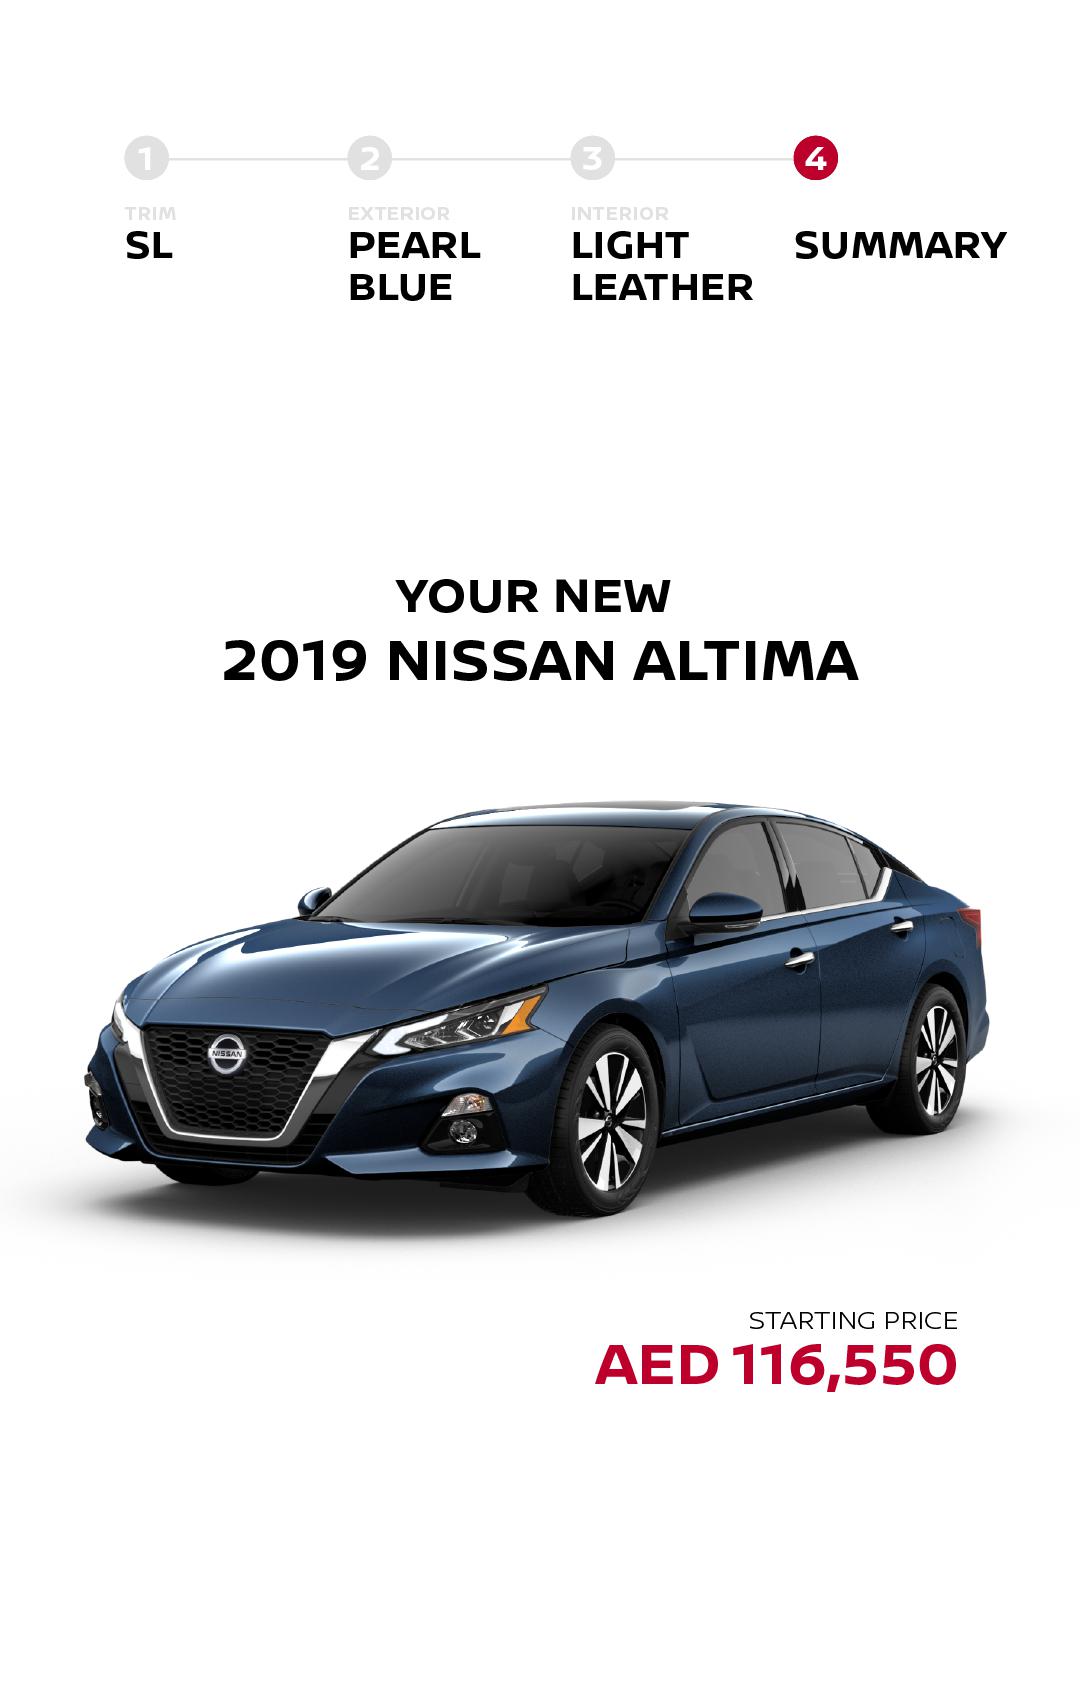 1
2
3
4
TRIM
SL
EXTERIOR
PEARL
BLUE
INTERIOR
LIGHT
LEATHER
SUMMARY
YOUR NEW
2019 NISSAN ALTIMA
NISSAN
STARTING PRICE
AED 116,550